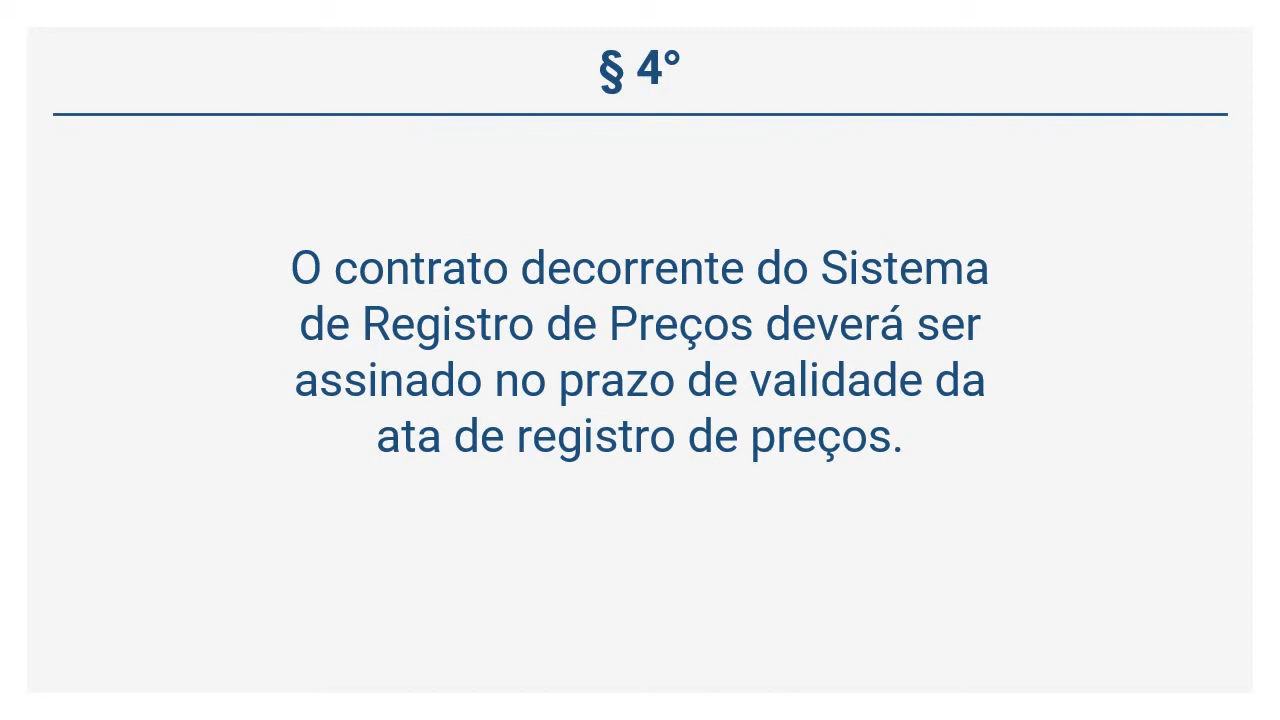 § 4°
O contrato decorrente do Sistema
de Registro de Preços deverá ser
assinado no prazo de validade da
ata de registro de preços.